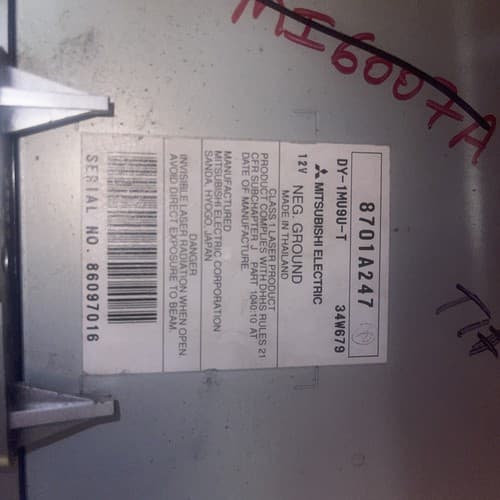 8701A247
DY-1MU9U-T 34W679
MITSUBISHI ELECTRIC
12V NEG. GROUND
MADE IN THAILAND
CLASS 1 LASER PRODUCT
PRODUCT COMPLIES WITH DHHS RULES 21
CFR SUBCHAPTER J PART 1040:10 AT
DATE OF MANUFACTURE.
MANUFACTURED
MITSUBISHI ELECTRIC CORPORATION
SANDA, HYOGO, JAPAN
DANGER
INVISIBLE LASER RADIATION WHEN OPEN.
AVOID DIRECT EXPOSURE TO BEAM.
SERIAL NO. 86097016